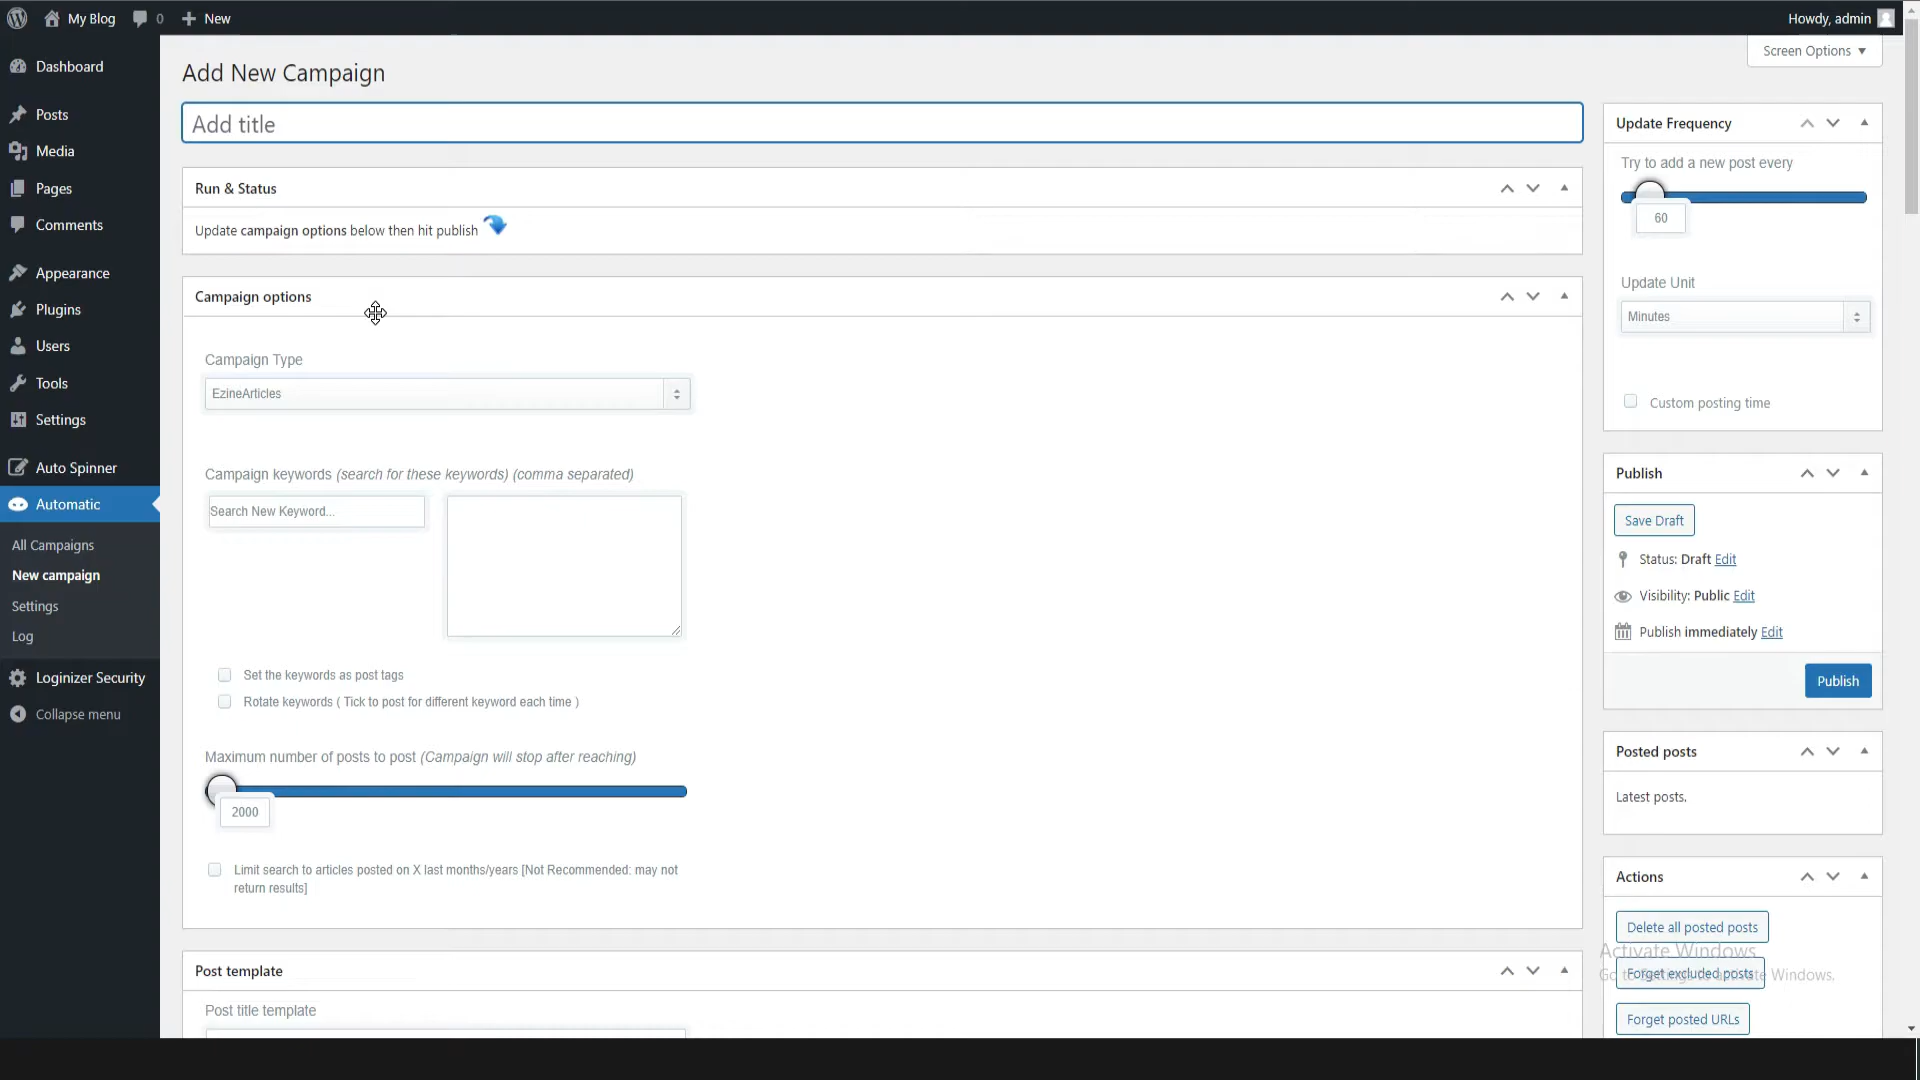 My Blog
0
New
Howdy, admin
Screen Options
Dashboard
Posts
Media
Pages
Comments
Appearance
Plugins
Users
Tools
Settings
Auto Spinner
Automatic
All Campaigns
New campaign
Settings
Log
Loginizer Security
Collapse menu
Add New Campaign
Add title
Run & Status
Update campaign options below then hit publish
Campaign options
Campaign Type
EzineArticles
Campaign keywords (search for these keywords) (comma separated)
Search New Keyword...
Set the keywords as post tags
Rotate keywords ( Tick to post for different keyword each time )
Maximum number of posts to post (Campaign will stop after reaching)
2000
Limit search to articles posted on X last months/years [Not Recommended: may not
return results]
Post template
Post title template
Update Frequency
Try to add a new post every
60
Update Unit
Minutes
Custom posting time
Publish
Save Draft
Status: Draft Edit
Visibility: Public Edit
Publish immediately Edit
Publish
Posted posts
Latest posts.
Actions
Delete all posted posts
Activate Windows
Forget excluded posts
Go to Settings to activate Windows.
Forget posted URLs